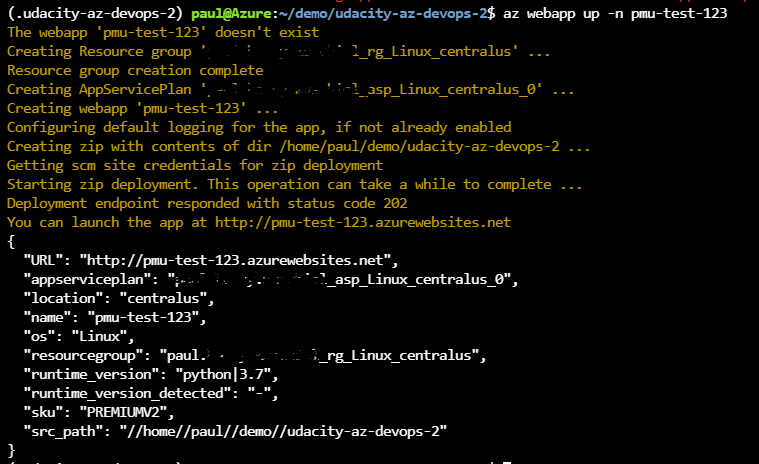 (.udacity-az-devops-2) paul@Azure:~/demo/udacity-az-devops-2$ az webapp up -n pmu-test-123
The webapp 'pmu-test-123' doesn't exist
Creating Resource group ' _rg_Linux_centralus' ...
Resource group creation complete
Creating AppServicePlan ' _asp_Linux_centralus_0' ...
Creating webapp 'pmu-test-123' ...
Configuring default logging for the app, if not already enabled
Creating zip with contents of dir /home/paul/demo/udacity-az-devops-2 ...
Getting scm site credentials for zip deployment
Starting zip deployment. This operation can take a while to complete ...
Deployment endpoint responded with status code 202
You can launch the app at http://pmu-test-123.azurewebsites.net
{
  "URL": "http://pmu-test-123.azurewebsites.net",
  "appserviceplan": " _asp_Linux_centralus_0",
  "location": "centralus",
  "name": "pmu-test-123",
  "os": "Linux",
  "resourcegroup": "paul. _rg_Linux_centralus",
  "runtime_version": "python|3.7",
  "runtime_version_detected": "-",
  "sku": "PREMIUMV2",
  "src_path": "//home//paul//demo//udacity-az-devops-2"
}